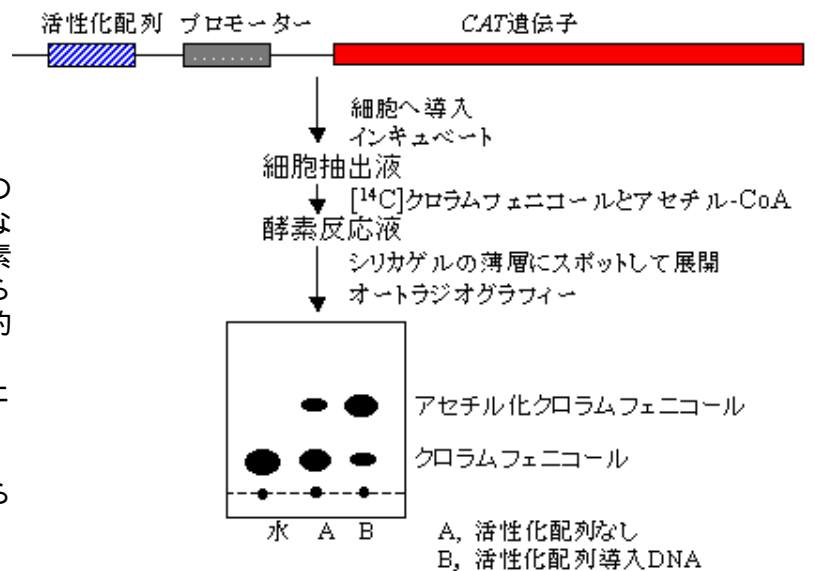 活性化配列 プロモーター CAT遺伝子
細胞へ導入
インキュベート
細胞抽出液
[¹⁴C]クロラムフェニコールとアセチル-CoA
酵素反応液
シリカゲルの薄層にスポットして展開
オートラジオグラフィー
の
な
素
ら
的
ら
アセチル化クロラムフェニコール
クロラムフェニコール
水 A B
A, 活性化配列なし
B, 活性化配列導入DNA